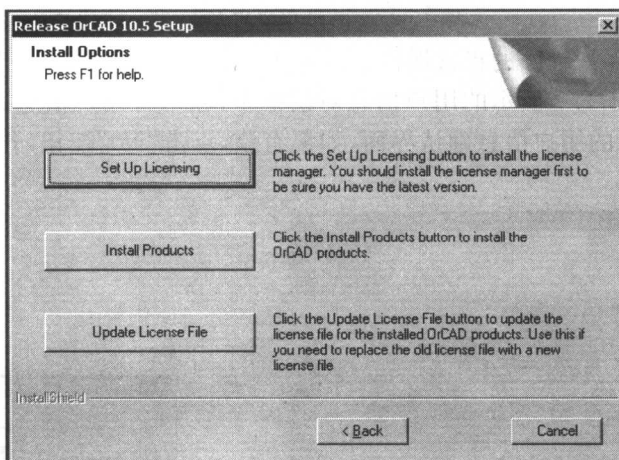 Release OrCAD 10.5 Setup
Install Options
Press F1 for help.
Set Up Licensing
Click the Set Up Licensing button to install the license
manager. You should install the license manager first to
be sure you have the latest version.
Install Products
Click the Install Products button to install the
OrCAD products.
Update License File
Click the Update License File button to update the
license file for the installed OrCAD products. Use this if
you need to replace the old license file with a new
license file
InstallShield
< Back
Cancel